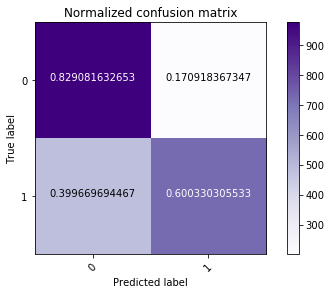 Normalized confusion matrix
0 0.829081632653 0.170918367347
1 0.399669694467 0.600330305533
0 1
Predicted label
True label
900
800
700
600
500
400
300